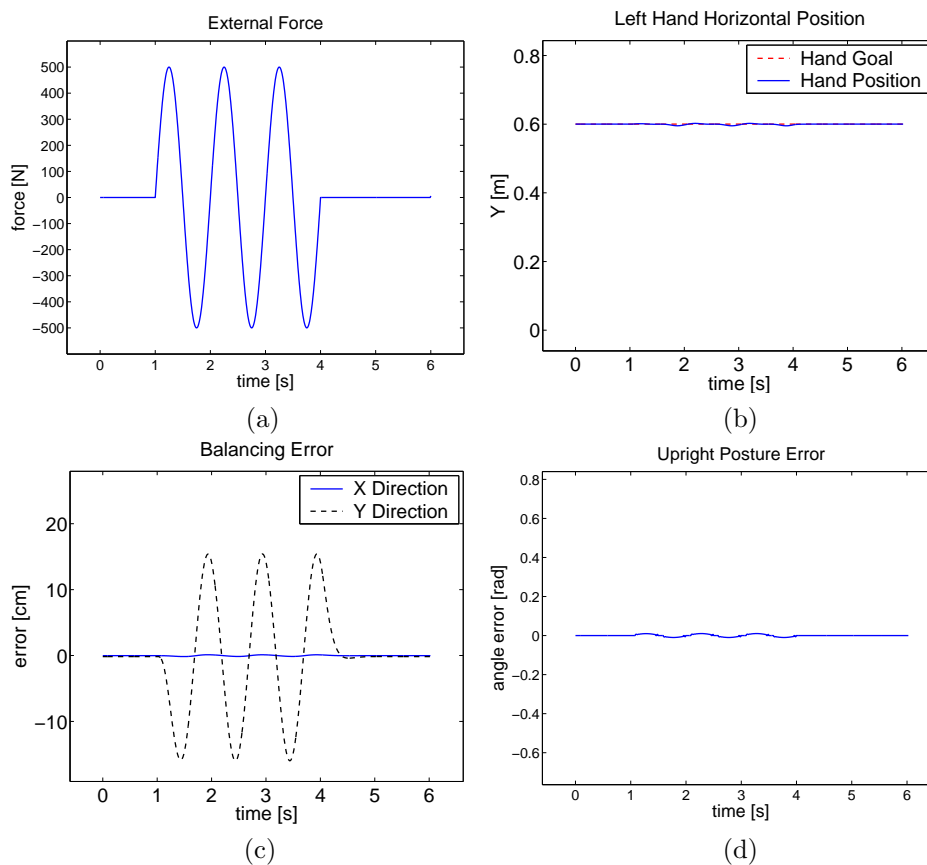 External Force
500
400
300
200
100
0
−100
−200
−300
−400
−500
force [N]
0 1 2 3 4 5 6
time [s]
(a)
Left Hand Horizontal Position
Hand Goal
Hand Position
0.8
0.6
0.4
0.2
0
Y [m]
0 1 2 3 4 5 6
time [s]
(b)
Balancing Error
X Direction
Y Direction
20
10
0
−10
error [cm]
0 1 2 3 4 5 6
time [s]
(c)
Upright Posture Error
0.8
0.6
0.4
0.2
0
−0.2
−0.4
−0.6
angle error [rad]
0 1 2 3 4 5 6
time [s]
(d)